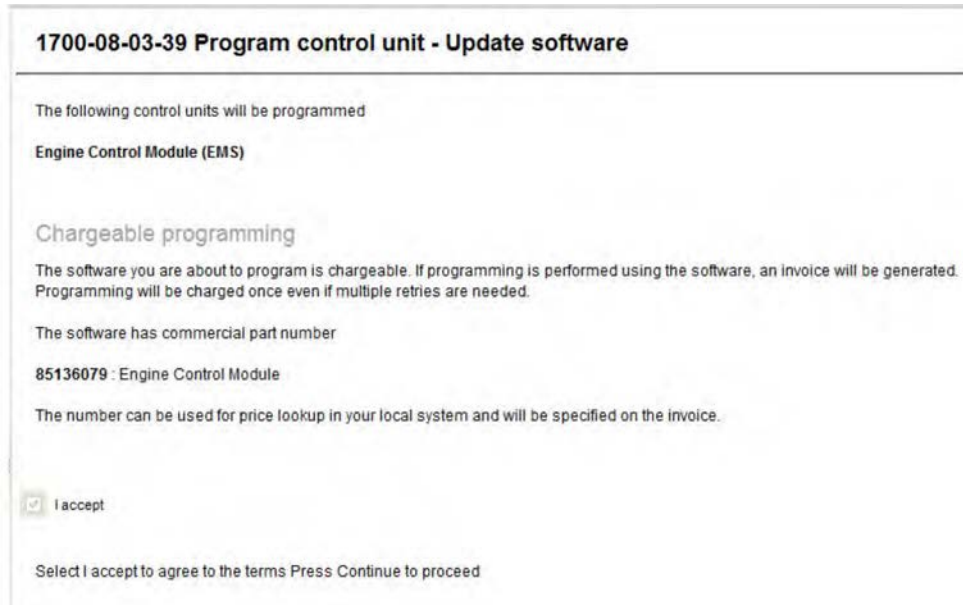 1700-08-03-39 Program control unit - Update software
The following control units will be programmed
Engine Control Module (EMS)
Chargeable programming
The software you are about to program is chargeable. If programming is performed using the software, an invoice will be generated.
Programming will be charged once even if multiple retries are needed.
The software has commercial part number
85136079 : Engine Control Module
The number can be used for price lookup in your local system and will be specified on the invoice.
I accept
Select I accept to agree to the terms Press Continue to proceed